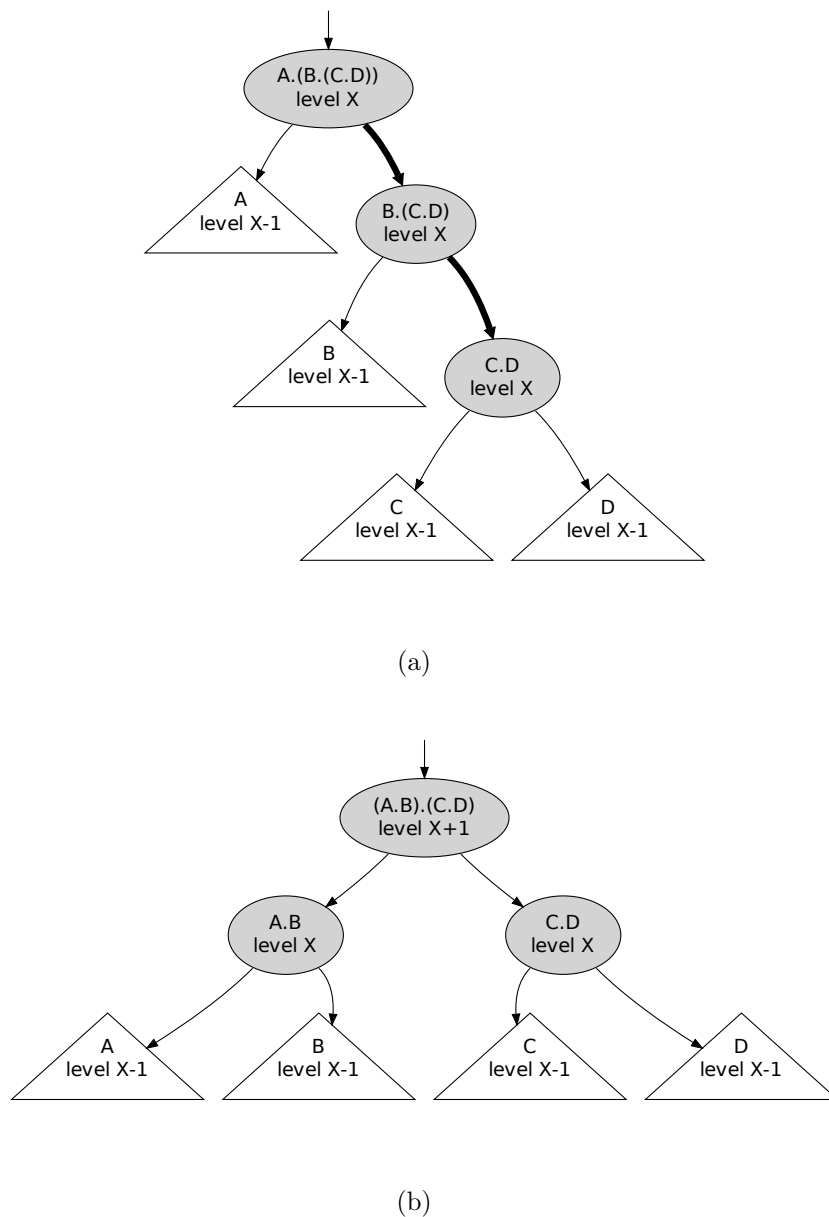 A.(B.(C.D))
level X
A
level X-1
B.(C.D)
level X
B
level X-1
C.D
level X
C
level X-1
D
level X-1
(a)
(A.B).(C.D)
level X+1
A.B
level X
C.D
level X
A
level X-1
B
level X-1
C
level X-1
D
level X-1
(b)